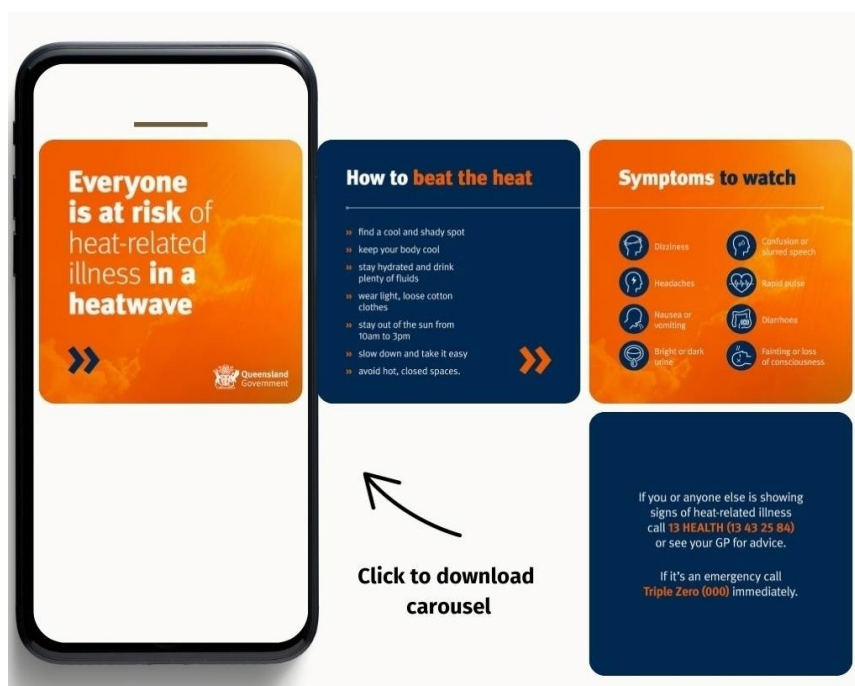 Everyone
is at risk of
heat-related
illness in a
heatwave
Queensland
Government
How to beat the heat
find a cool and shady spot
keep your body cool
stay hydrated and drink
plenty of fluids
wear light, loose cotton
clothes
stay out of the sun from
10am to 3pm
slow down and take it easy
avoid hot, closed spaces.
Symptoms to watch
Dizziness
Confusion or
slurred speech
Headaches
Rapid pulse
Nausea or
vomiting
Diarrhoea
Bright or dark
urine
Fainting or loss
of consciousness
Click to download
carousel
If you or anyone else is showing
signs of heat-related illness
call 13 HEALTH (13 43 25 84)
or see your GP for advice.
If it's an emergency call
Triple Zero (000) immediately.